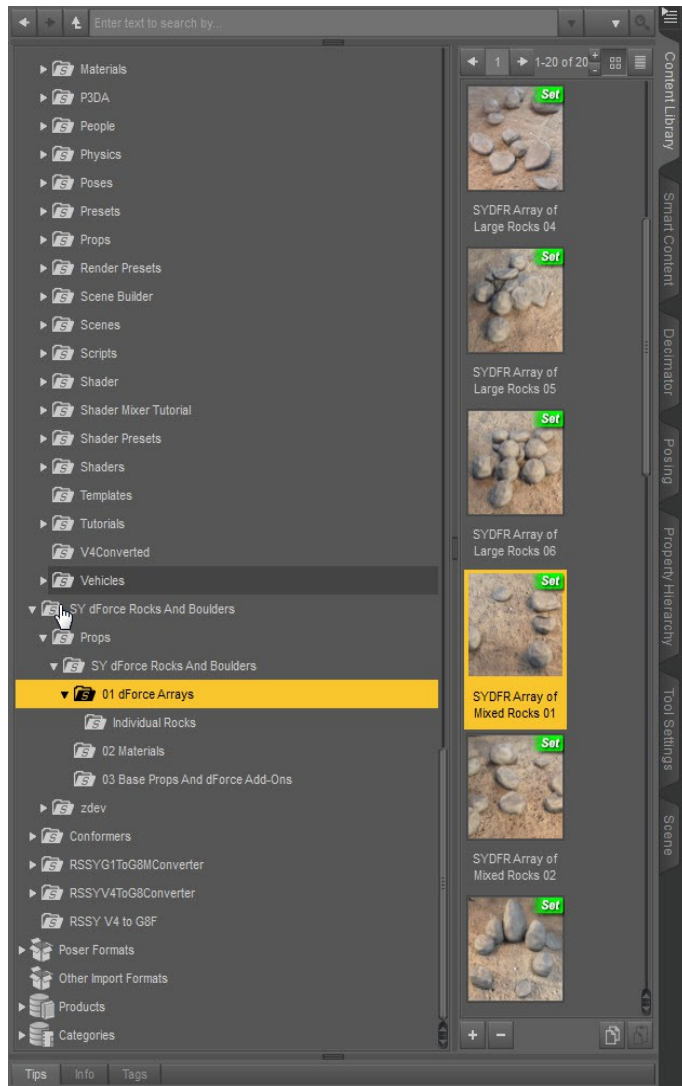 Enter text to search by...
Materials
P3DA
People
Physics
Poses
Presets
Props
Render Presets
Scene Builder
Scenes
Scripts
Shader
Shader Mixer Tutorial
Shader Presets
Shaders
Templates
Tutorials
V4Converted
Vehicles
SY dForce Rocks And Boulders
Props
SY dForce Rocks And Boulders
01 dForce Arrays
Individual Rocks
02 Materials
03 Base Props And dForce Add-Ons
zdev
Conformers
RSSYG1ToG8MConverter
RSSYV4ToG8Converter
RSSY V4 to G8F
Poser Formats
Other Import Formats
Products
Categories
Tips Info Tags
1 1-20 of 20 + -
Set
SYDFR Array of
Large Rocks 04
Set
SYDFR Array of
Large Rocks 05
Set
SYDFR Array of
Large Rocks 06
Set
SYDFR Array of
Mixed Rocks 01
Set
SYDFR Array of
Mixed Rocks 02
Set
Content Library
Smart Content
Decimator
Posing
Property Hierarchy
Tool Settings
Scene